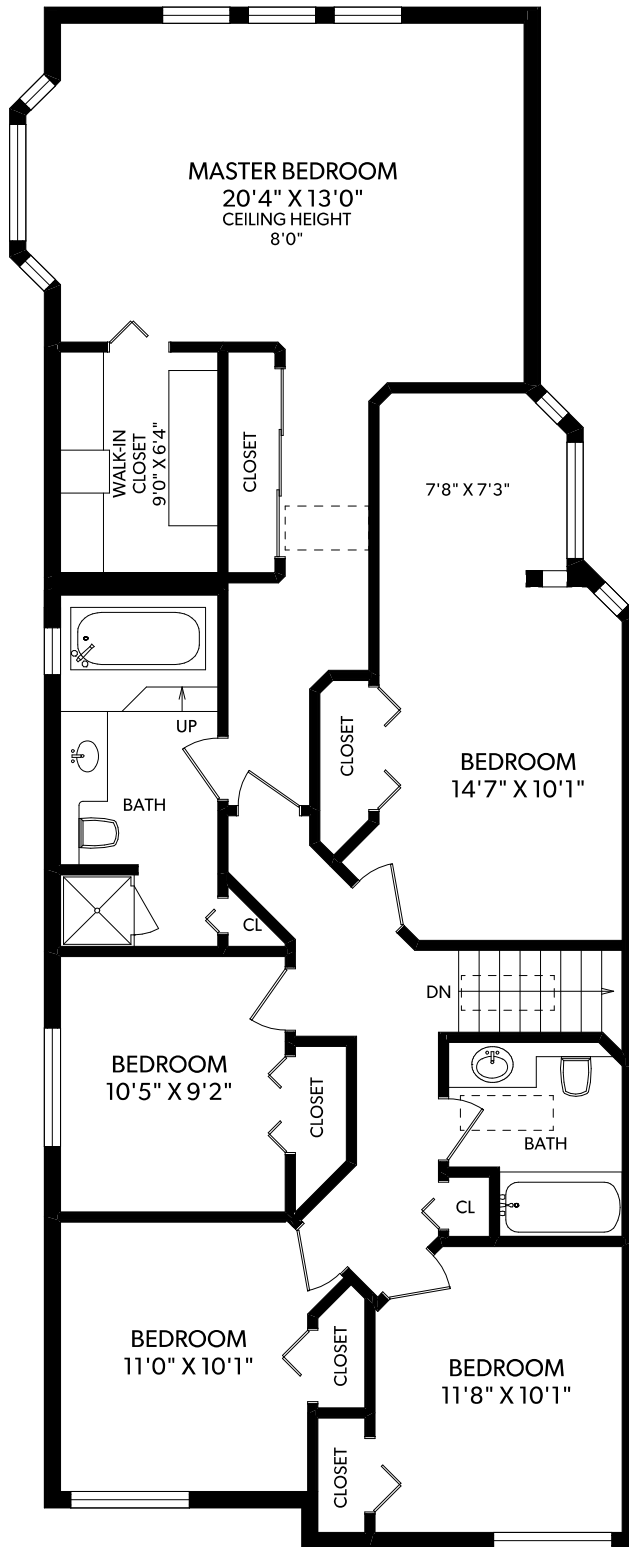 MASTER BEDROOM
20'4" X 13'0"
CEILING HEIGHT
8'0"
WALK-IN
CLOSET
9'0" X 6'4"
CLOSET
7'8" X 7'3"
UP
BATH
CLOSET
BEDROOM
14'7" X 10'1"
CL
DN
BEDROOM
10'5" X 9'2"
CLOSET
BATH
CL
BEDROOM
11'0" X 10'1"
CLOSET
BEDROOM
11'8" X 10'1"
CLOSET